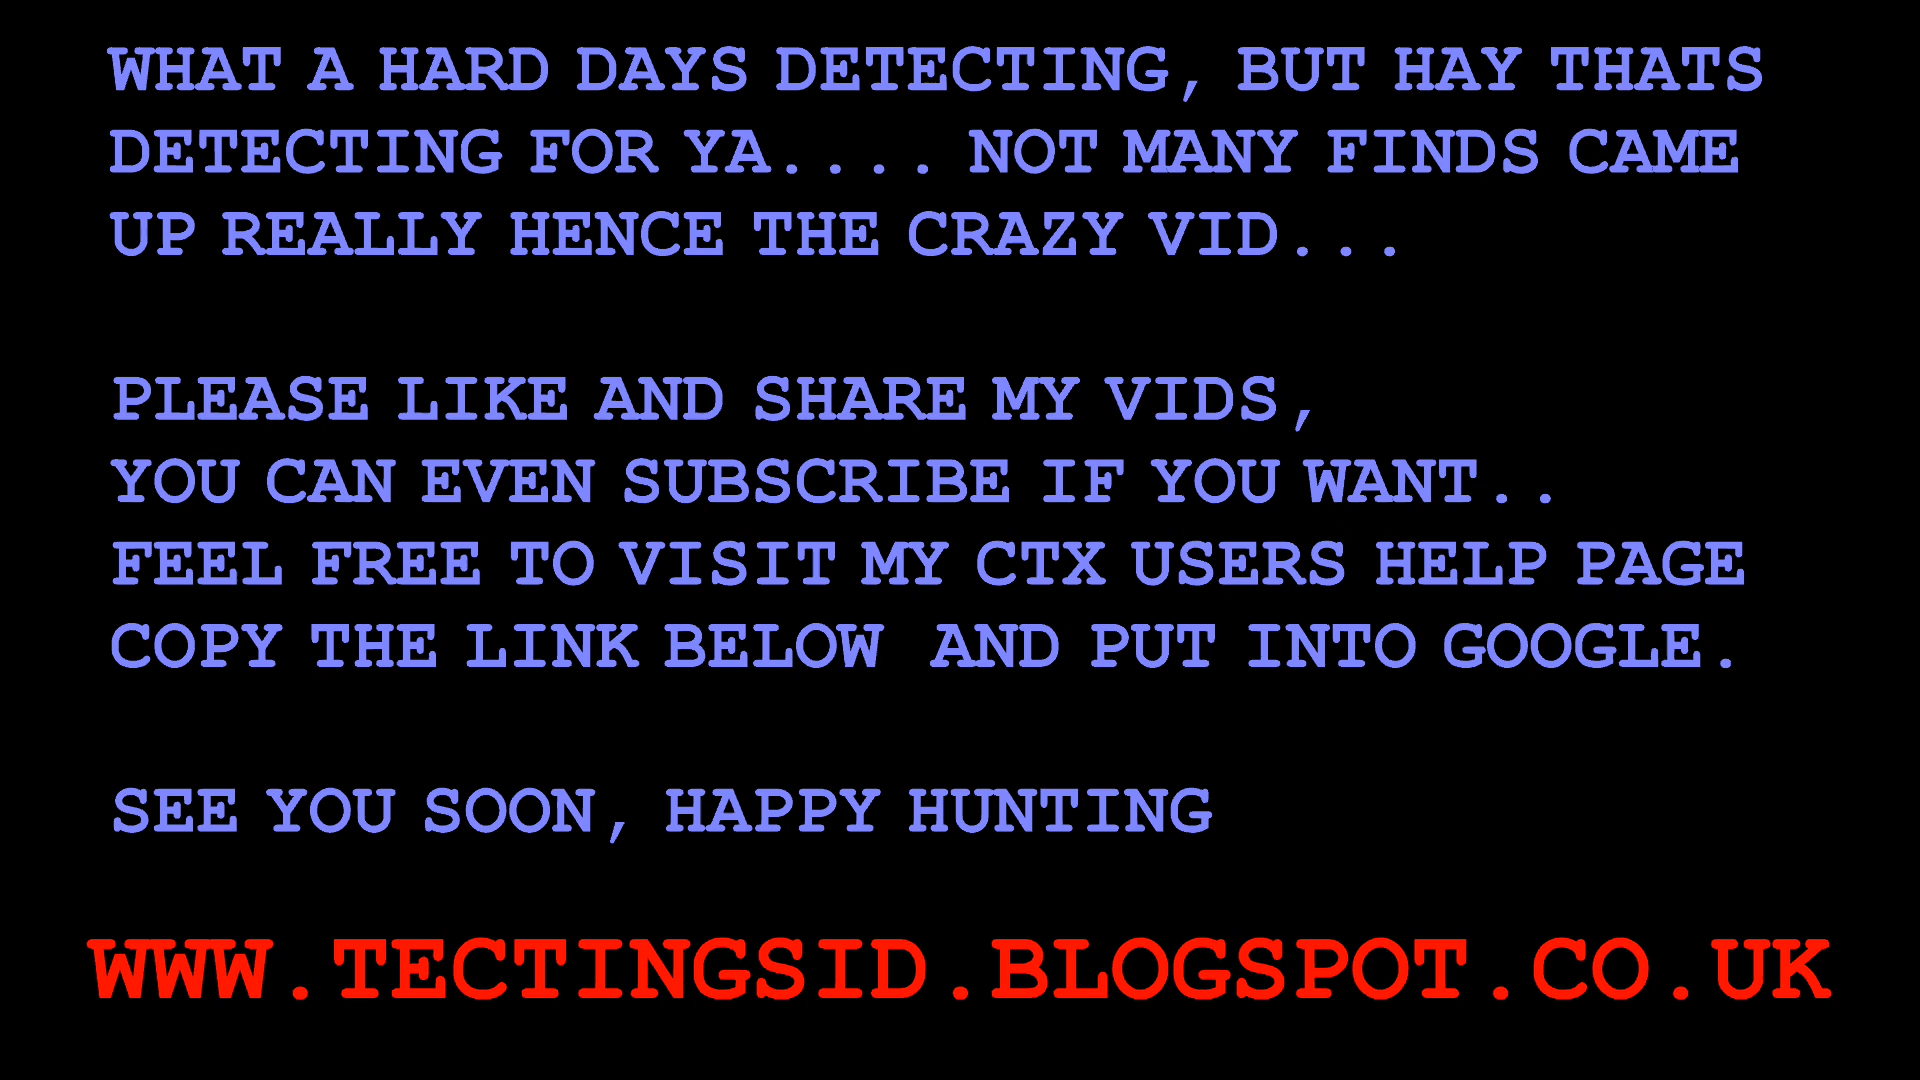 WHAT A HARD DAYS DETECTING, BUT HAY THATS
DETECTING FOR YA.... NOT MANY FINDS CAME
UP REALLY HENCE THE CRAZY VID...
PLEASE LIKE AND SHARE MY VIDS,
YOU CAN EVEN SUBSCRIBE IF YOU WANT..
FEEL FREE TO VISIT MY CTX USERS HELP PAGE
COPY THE LINK BELOW AND PUT INTO GOOGLE.
SEE YOU SOON, HAPPY HUNTING
WWW.TECTINGSID.BLOGSPOT.CO.UK